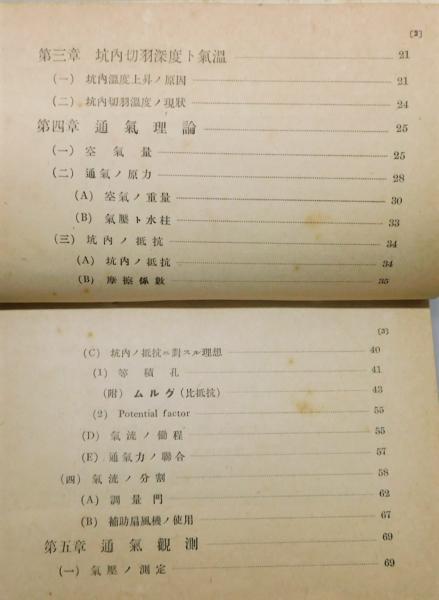 [2]
第三章 坑內切羽深度ト氣溫 21
(一) 坑內溫度上昇ノ原因 21
(二) 坑內切羽溫度ノ現狀 24
第四章 通氣理論 25
(一) 空氣量 25
(二) 通氣ノ原力 28
(A) 空氣ノ重量 30
(B) 氣壓ト水柱 33
(三) 坑內ノ抵抗 34
(A) 坑內ノ抵抗 34
(B) 摩擦係數 35
[3]
(C) 坑內ノ抵抗ニ對スル理想 40
(1) 等積孔 41
(附) ムルグ(比抵抗) 43
(2) Potential factor 55
(D) 氣流ノ働程 55
(E) 通氣力ノ聯合 57
(四) 氣流ノ分割 58
(A) 調量門 62
(B) 補助扇風機ノ使用 67
第五章 通氣觀測 69
(一) 氣壓ノ測定 69